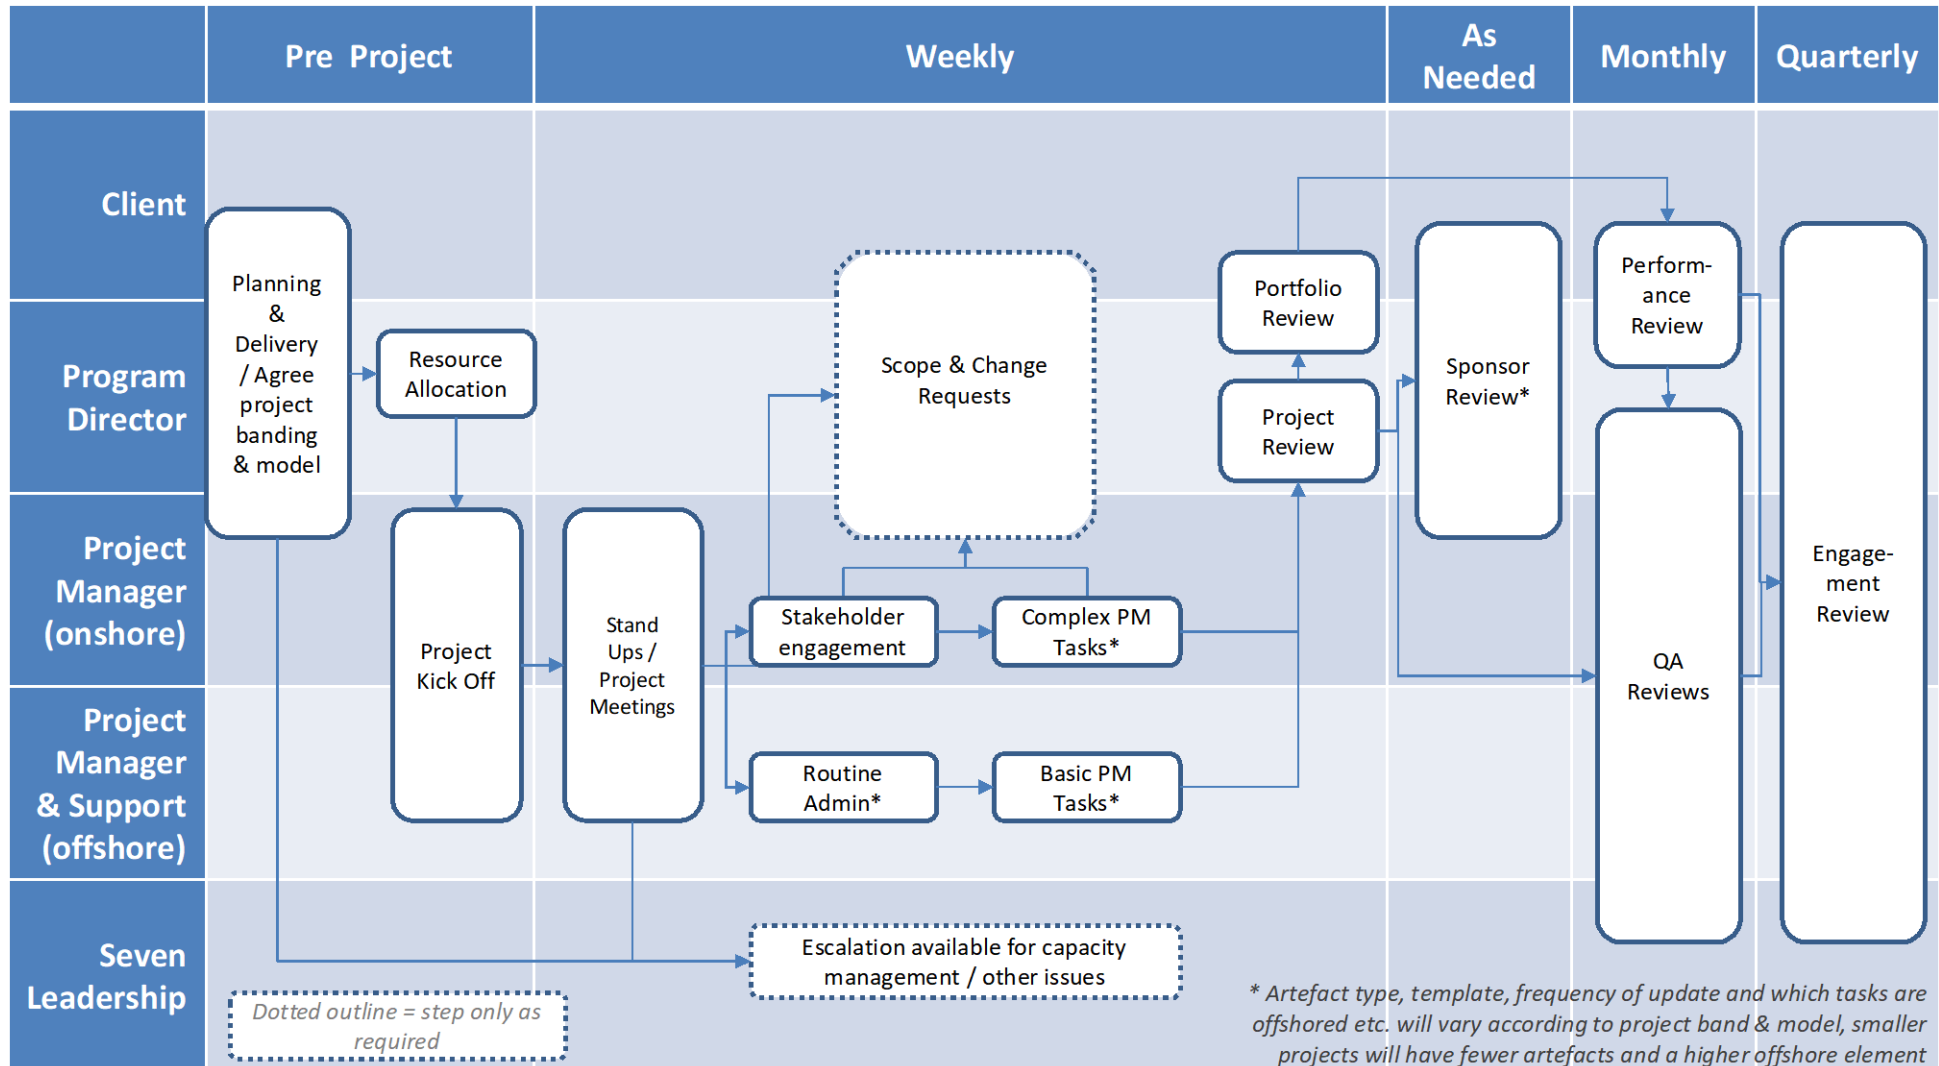 Pre Project
Weekly
As
Needed
Monthly
Quarterly
Client
Program
Director
Project
Manager
(onshore)
Project
Manager
& Support
(offshore)
Seven
Leadership
Planning
&
Delivery
/ Agree
project
banding
& model
Resource
Allocation
Project
Kick Off
Stand
Ups /
Project
Meetings
Scope & Change
Requests
Stakeholder
engagement
Complex PM
Tasks*
Routine
Admin*
Basic PM
Tasks*
Escalation available for capacity
management / other issues
Portfolio
Review
Project
Review
Sponsor
Review*
Perform-
ance
Review
QA
Reviews
Engage-
ment
Review
Dotted outline = step only as
required
* Artefact type, template, frequency of update and which tasks are
offshored etc. will vary according to project band & model, smaller
projects will have fewer artefacts and a higher offshore element